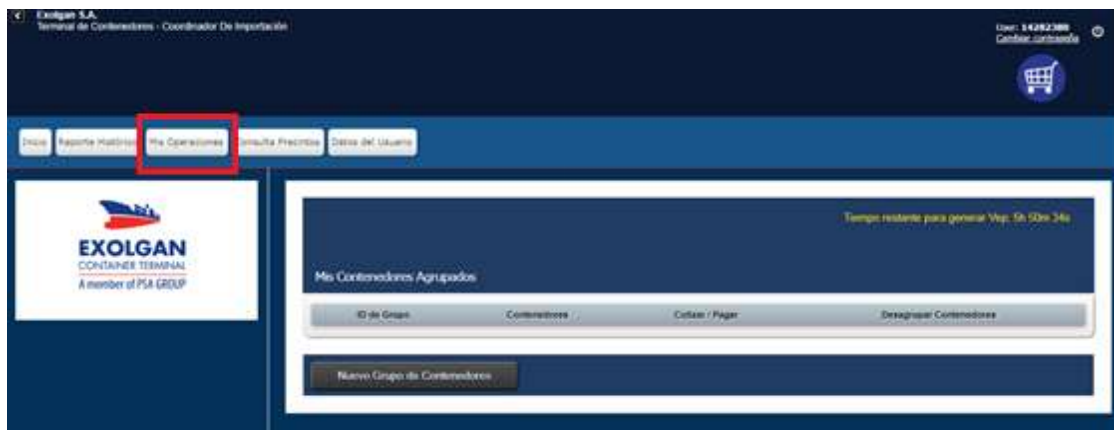 Exolgan S.A.
Terminal de Contenedores - Coordinador De Importación
User: 14282380
Cambiar contraseña
Inicio
Reporte Histórico
Mis Operaciones
Consulta Precintos
Datos del Usuario
EXOLGAN
CONTAINER TERMINAL
A member of PSA GROUP
Tiempo restante para generar Vep: 5h 50m 34s
Mis Contenedores Agrupados
ID de Grupo Contenedores Cotizar / Pagar Desagrupar Contenedores
Nuevo Grupo de Contenedores